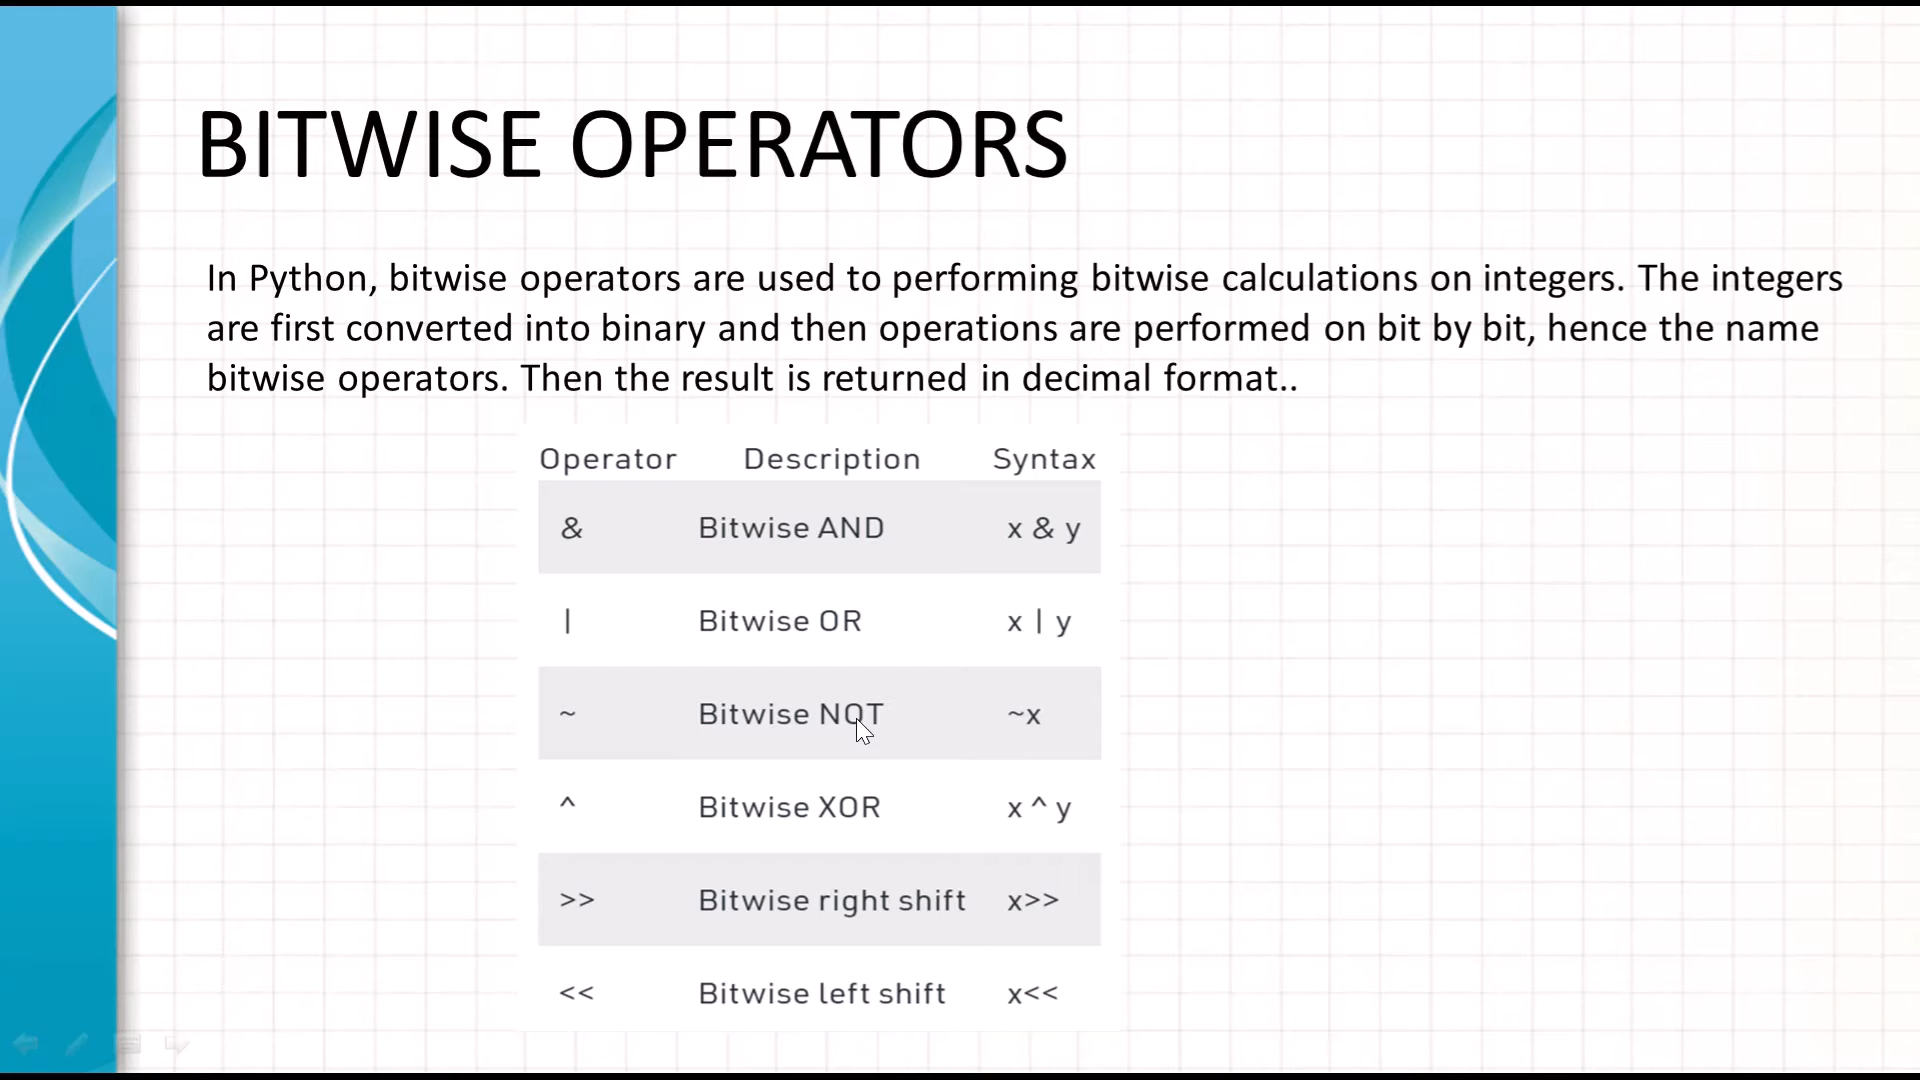 BITWISE OPERATORS
In Python, bitwise operators are used to performing bitwise calculations on integers. The integers
are first converted into binary and then operations are performed on bit by bit, hence the name
bitwise operators. Then the result is returned in decimal format..
Operator Description Syntax
& Bitwise AND x & y
| Bitwise OR x | y
~ Bitwise NOT ~x
^ Bitwise XOR x ^ y
>> Bitwise right shift x>>
<< Bitwise left shift x<<